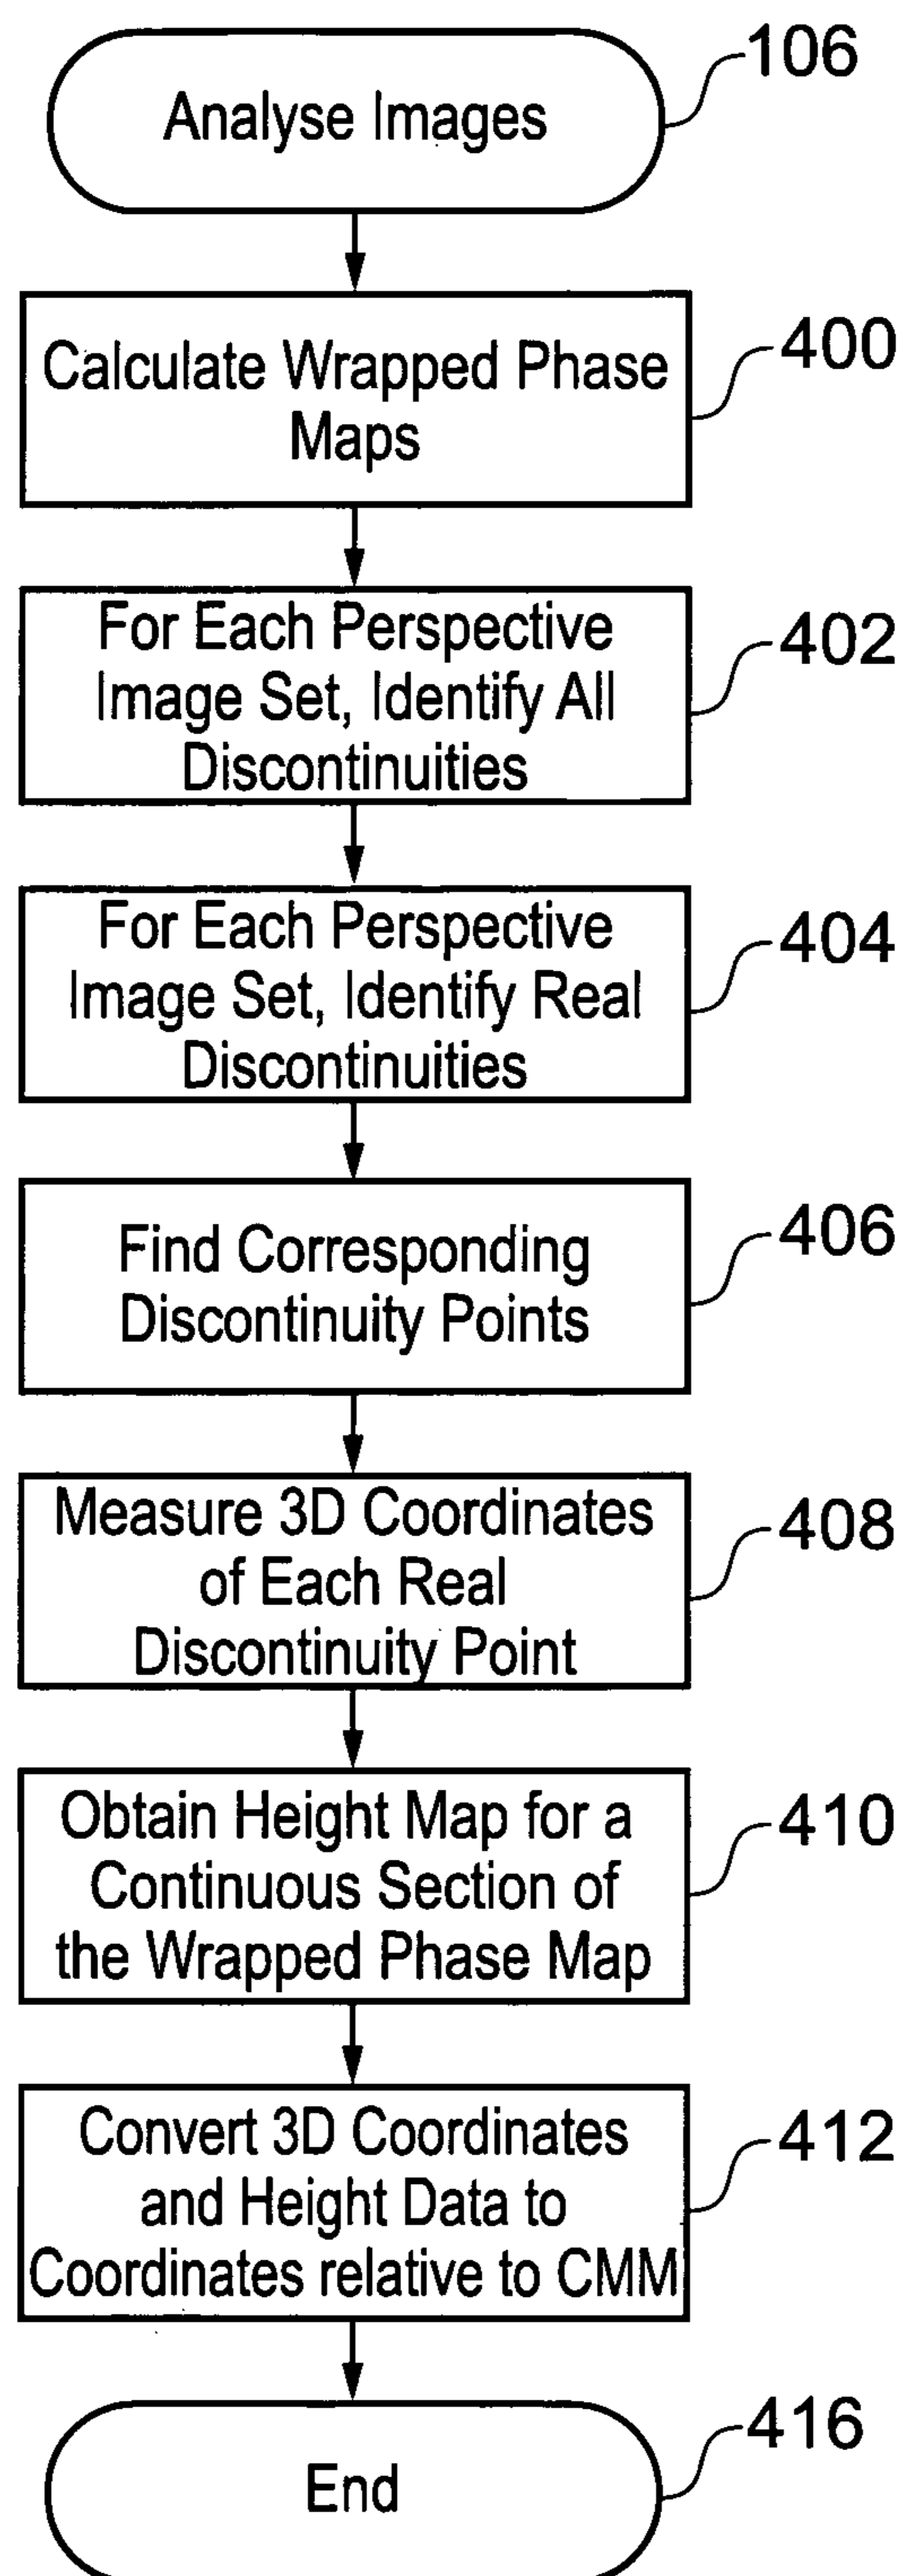 106
Analyse Images
400
Calculate Wrapped Phase
Maps
402
For Each Perspective
Image Set, Identify All
Discontinuities
404
For Each Perspective
Image Set, Identify Real
Discontinuities
406
Find Corresponding
Discontinuity Points
408
Measure 3D Coordinates
of Each Real
Discontinuity Point
410
Obtain Height Map for a
Continuous Section of
the Wrapped Phase Map
412
Convert 3D Coordinates
and Height Data to
Coordinates relative to CMM
416
End